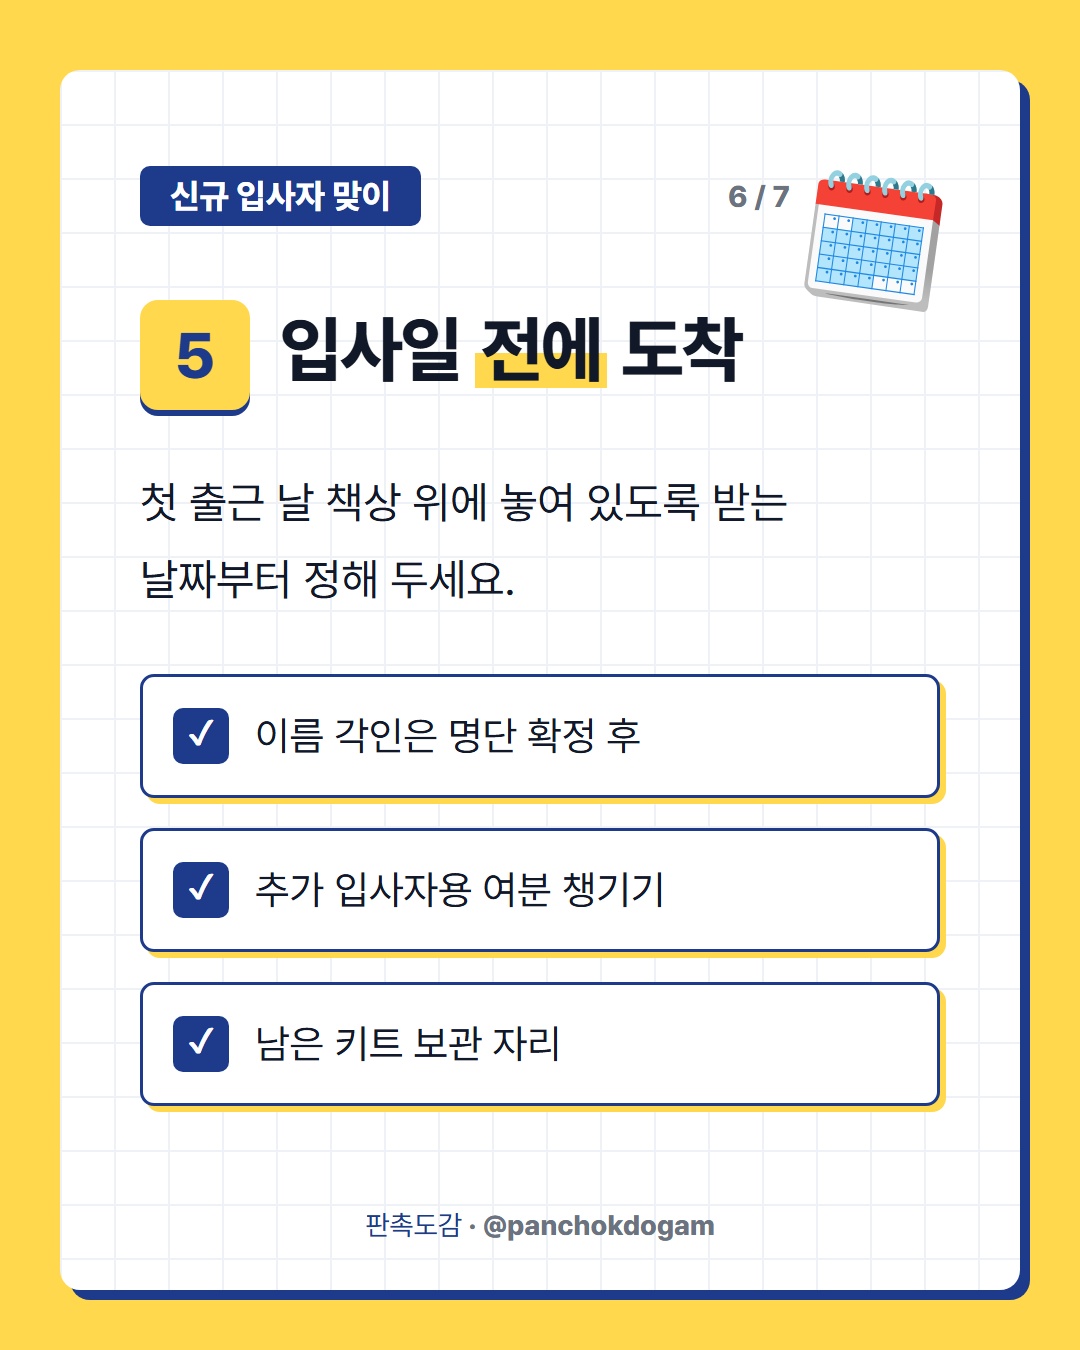 신규 입사자 맞이
6 / 7
5
입사일 전에 도착
첫 출근 날 책상 위에 놓여 있도록 받는
날짜부터 정해 두세요.
이름 각인은 명단 확정 후
추가 입사자용 여분 챙기기
남은 키트 보관 자리
판촉도감 · @panchokdogam